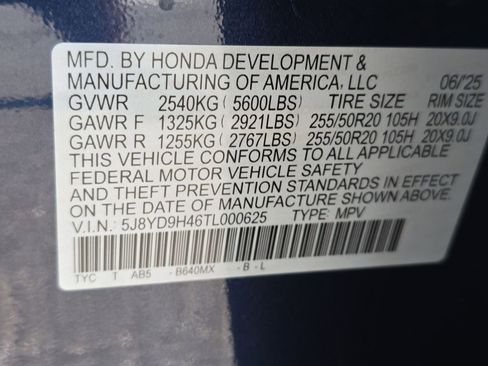 MFD. BY HONDA DEVELOPMENT &
MANUFACTURING OF AMERICA, LLC 06/'25
GVWR 2540KG ( 5600LBS) TIRE SIZE RIM SIZE
GAWR F 1325KG ( 2921LBS) 255/50R20 105H 20X9.0J
GAWR R 1255KG ( 2767LBS) 255/50R20 105H 20X9.0J
THIS VEHICLE CONFORMS TO ALL APPLICABLE
FEDERAL MOTOR VEHICLE SAFETY
AND THEFT PREVENTION STANDARDS IN EFFECT
ON THE DATE OF MANUFACTURE SHOWN ABOVE.
V.I.N.: 5J8YD9H46TL000625 TYPE: MPV
TYC T AB5 - B640MX - B - L